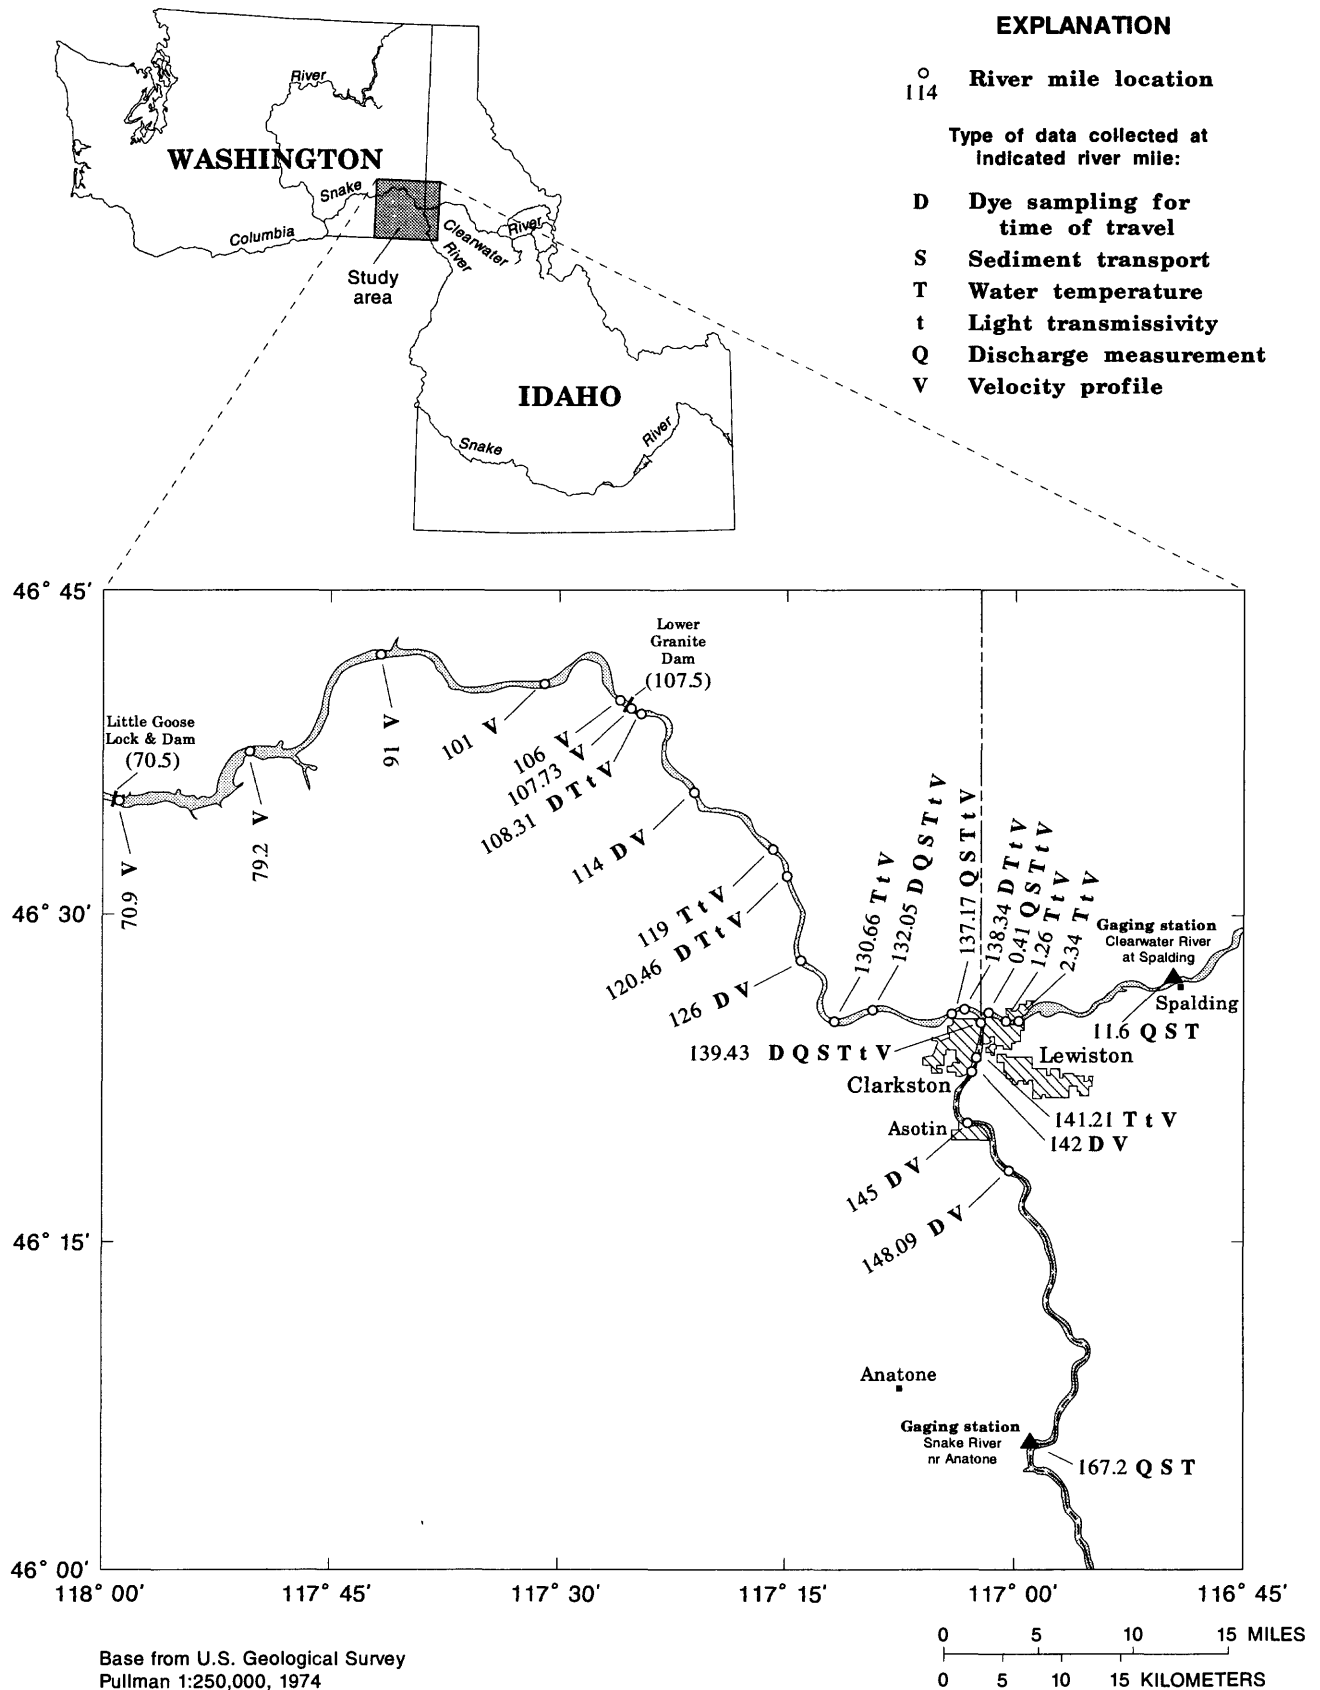 EXPLANATION
114 River mile location
Type of data collected at
indicated river mile:
D Dye sampling for
time of travel
S Sediment transport
T Water temperature
t Light transmissivity
Q Discharge measurement
V Velocity profile
River
WASHINGTON
Snake
Columbia
Clearwater
River
River
Study
area
IDAHO
Snake
River
46° 45'
46° 30'
46° 15'
46° 00'
Lower
Granite
Dam
(107.5)
Little Goose
Lock & Dam
(70.5)
70.9 V
79.2 V
91 V
101 V
106 V
107.73 V
108.31 D T t V
114 D V
119 T t V
120.46 D T t V
126 D V
130.66 T t V
132.05 D Q S T t V
137.17 Q S T t V
138.34 D T t V
0.41 Q S T t V
1.26 T t V
2.34 T t V
Gaging station
Clearwater River
at Spalding
Spalding
11.6 Q S T
139.43 D Q S T t V
Lewiston
Clarkston
141.21 T t V
142 D V
Asotin
145 D V
148.09 D V
Anatone
Gaging station
Snake River
nr Anatone
167.2 Q S T
118° 00' 117° 45' 117° 30' 117° 15' 117° 00' 116° 45'
0 5 10 15 MILES
0 5 10 15 KILOMETERS
Base from U.S. Geological Survey
Pullman 1:250,000, 1974